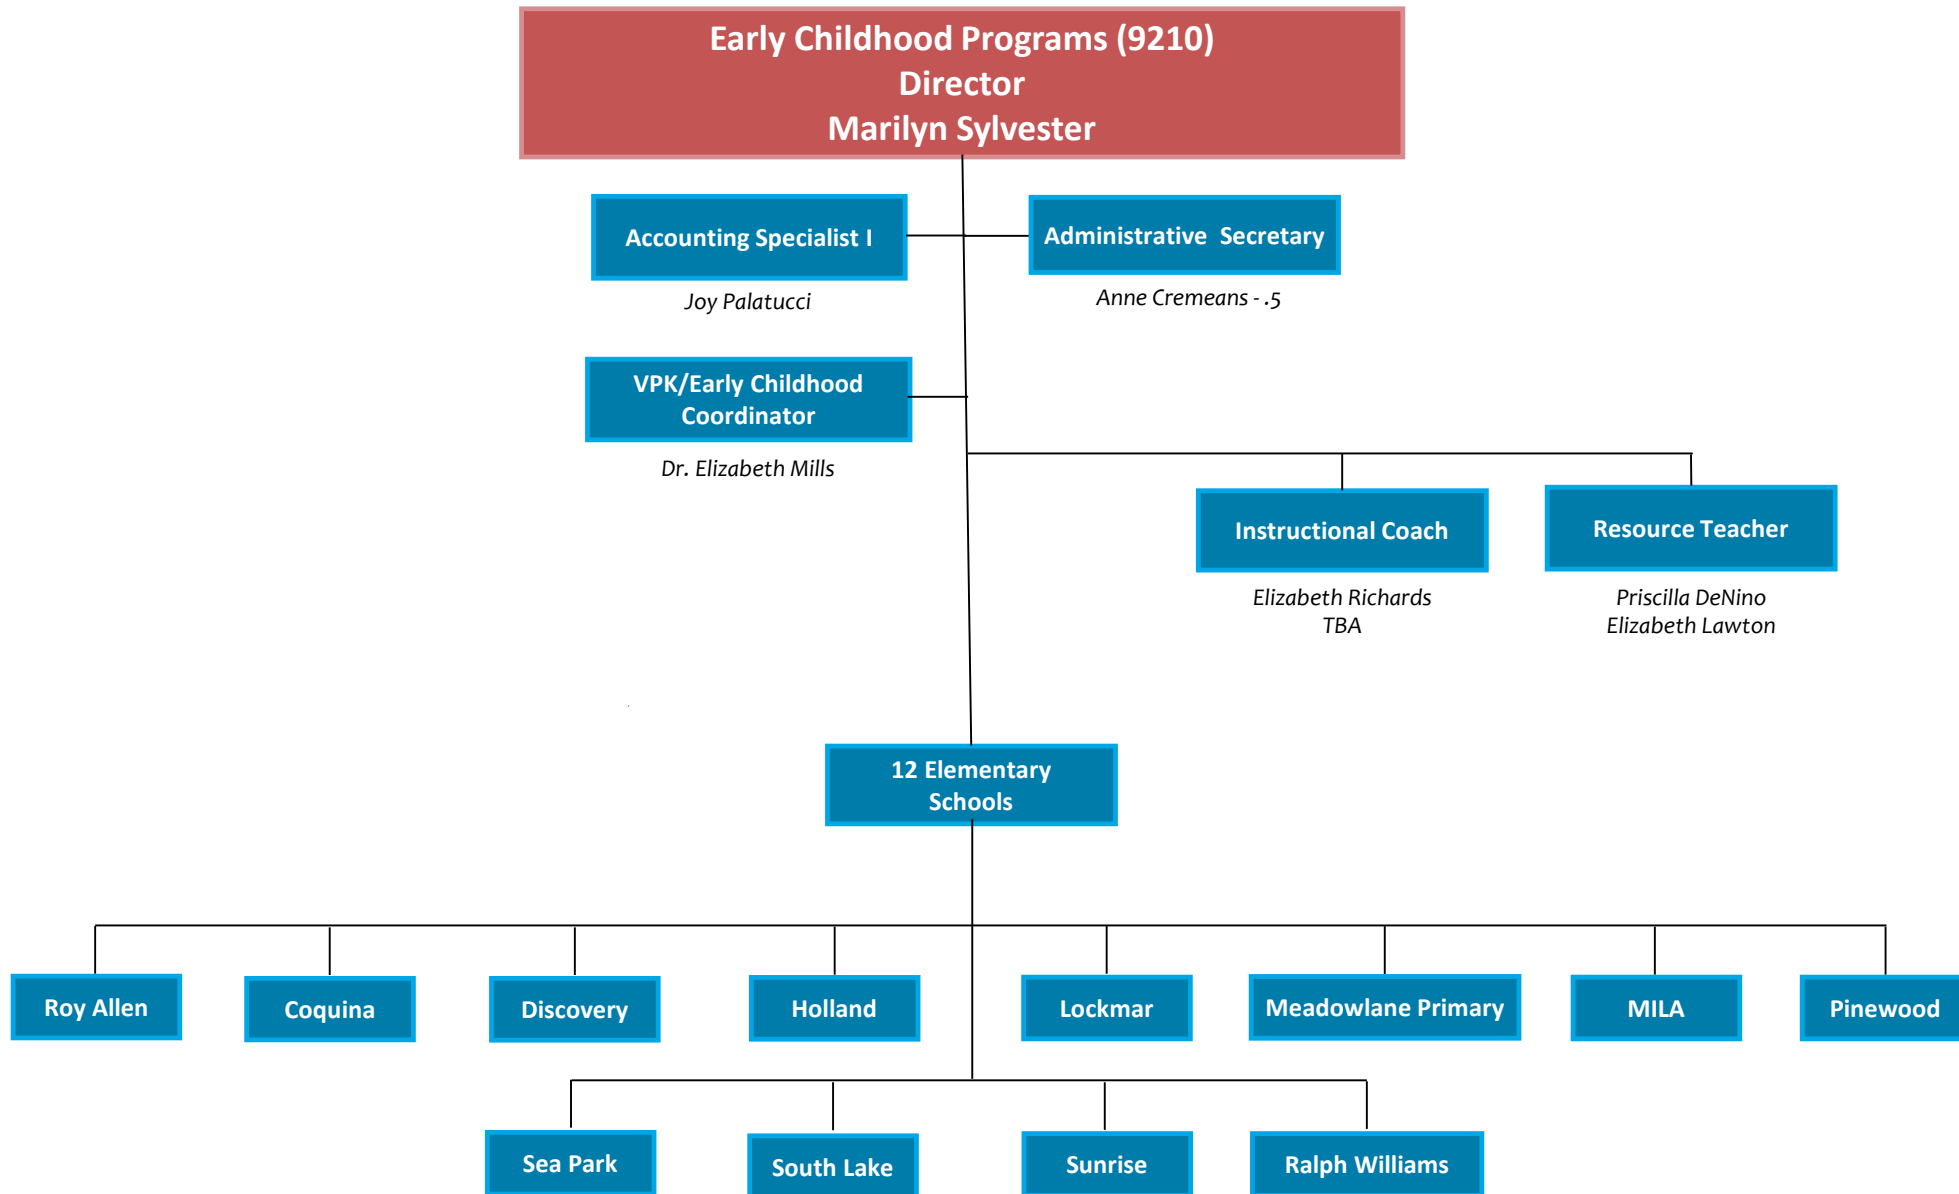 Early Childhood Programs (9210)
Director
Marilyn Sylvester
Accounting Specialist I
Administrative  Secretary
Joy Palatucci
Anne Cremeans - .5
VPK/Early Childhood
Coordinator
Dr. Elizabeth Mills
Instructional Coach
Resource Teacher
Elizabeth Richards
TBA
Priscilla DeNino
Elizabeth Lawton
12 Elementary
Schools
Roy Allen
Coquina
Discovery
Holland
Lockmar
Meadowlane Primary
MILA
Pinewood
Sea Park
South Lake
Sunrise
Ralph Williams